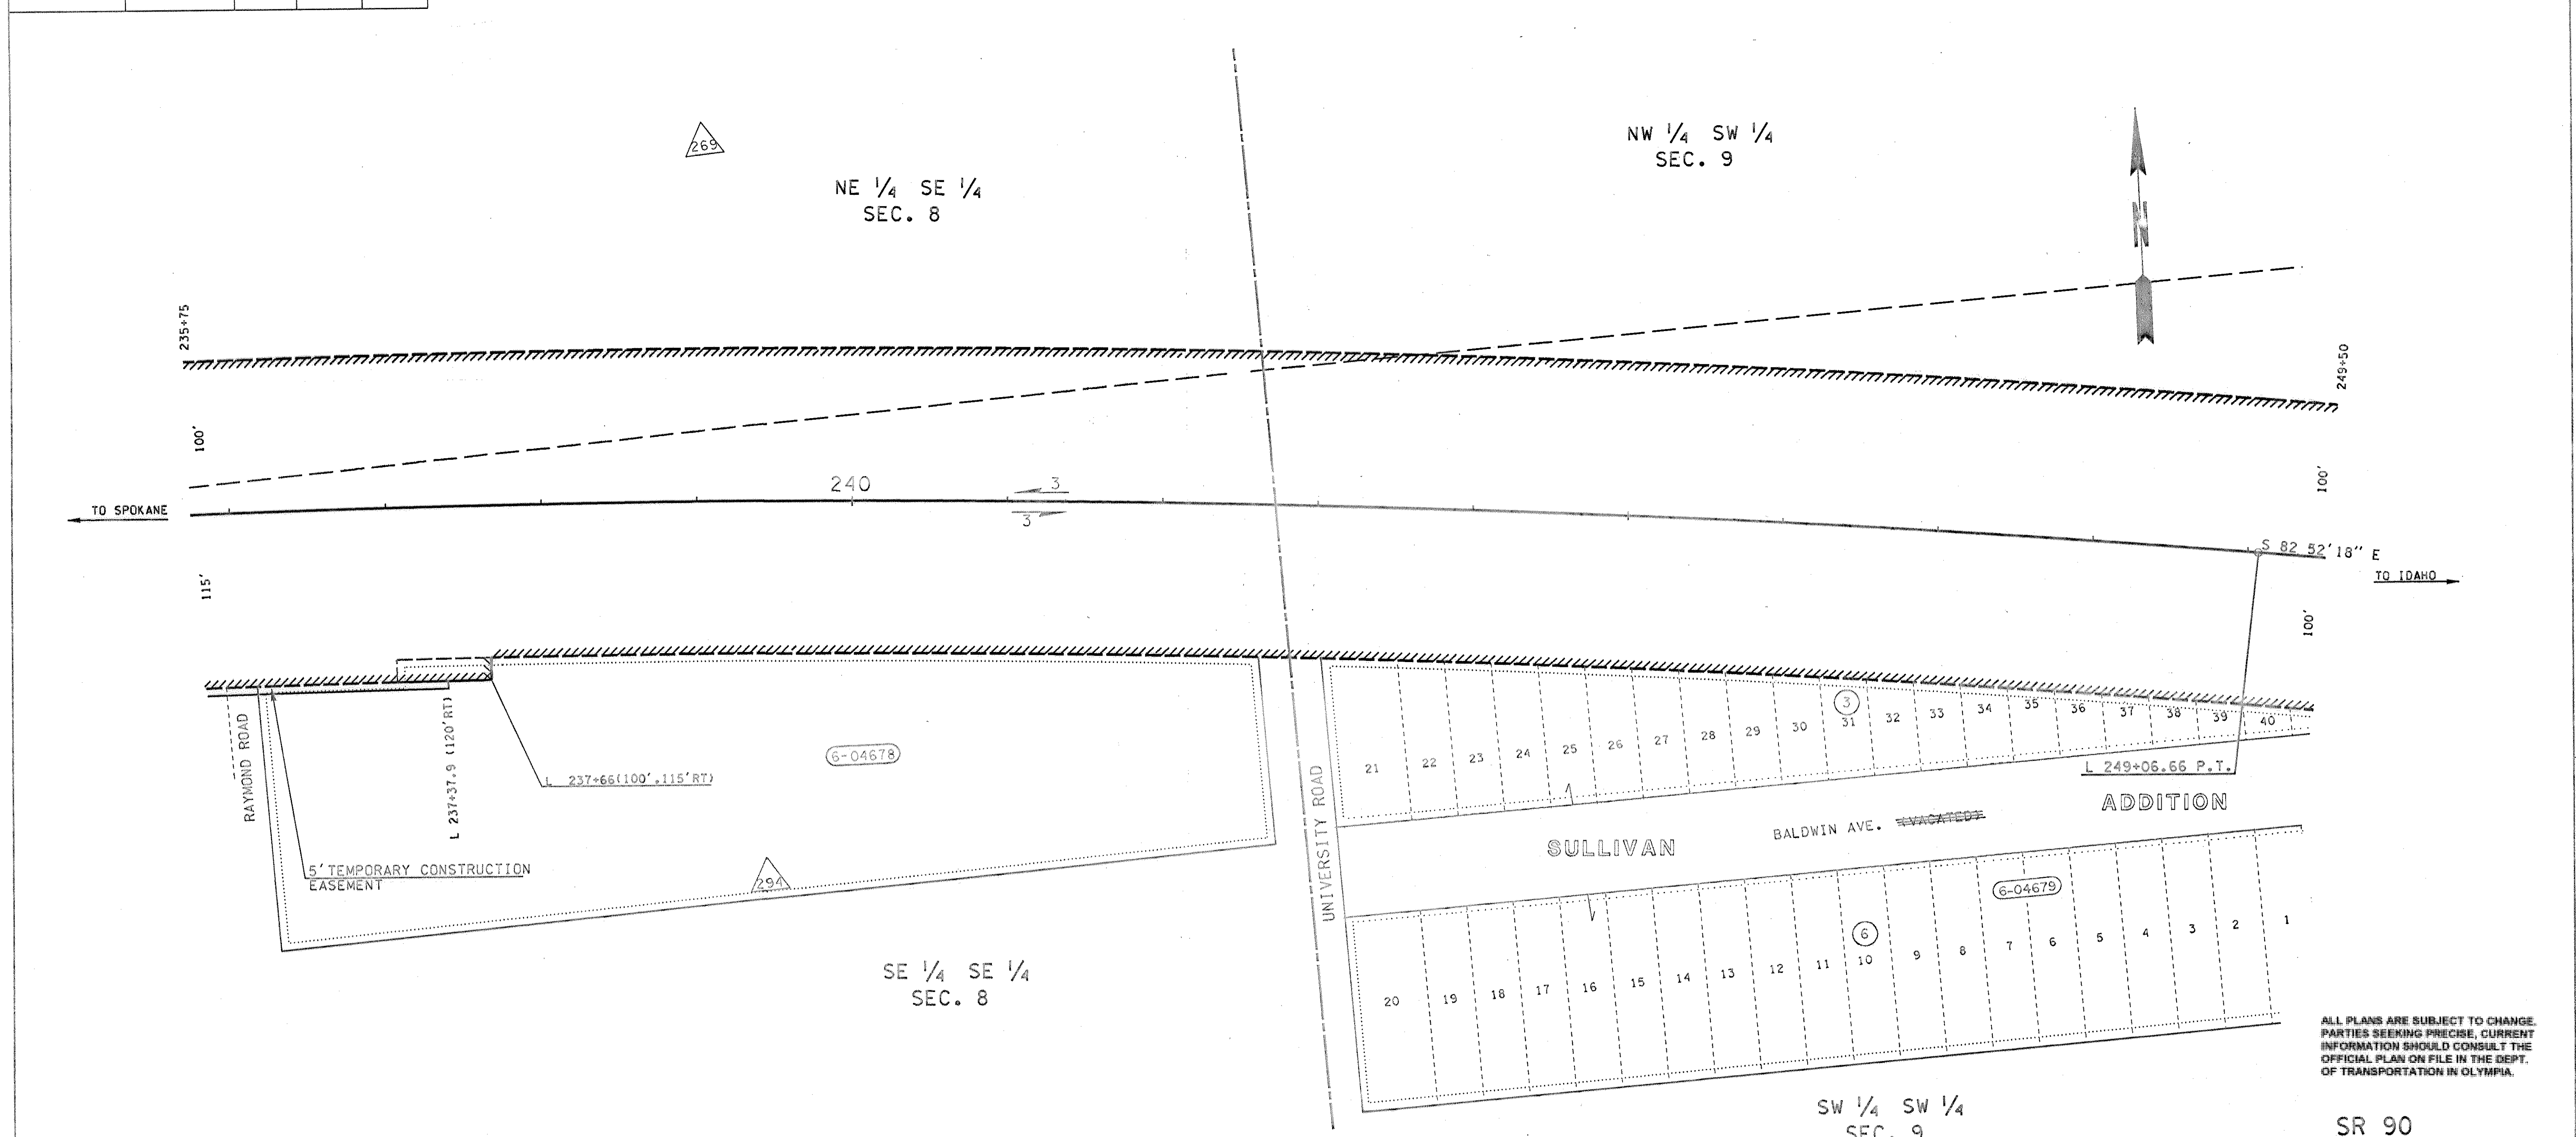 269
NE 1/4 SE 1/4
SEC. 8
NW 1/4 SW 1/4
SEC. 9
N
235+75
249+50
100'
100'
240
3
3
TO SPOKANE
S 82 52'18" E
TO IDAHO
115'
100'
RAYMOND ROAD
L 237+37.9 (120'RT)
L 237+66(100',115'RT)
6-04678
5' TEMPORARY CONSTRUCTION
EASEMENT
294
SE 1/4 SE 1/4
SEC. 8
UNIVERSITY ROAD
3
21 22 23 24 25 26 27 28 29 30 31 32 33 34 35 36 37 38 39 40
L 249+06.66 P.T.
SULLIVAN ADDITION
BALDWIN AVE. (VACATED)
6-04679
6
20 19 18 17 16 15 14 13 12 11 10 9 8 7 6 5 4 3 2 1
SW 1/4 SW 1/4
SEC. 9
ALL PLANS ARE SUBJECT TO CHANGE.
PARTIES SEEKING PRECISE, CURRENT
INFORMATION SHOULD CONSULT THE
OFFICIAL PLAN ON FILE IN THE DEPT.
OF TRANSPORTATION IN OLYMPIA.
SR 90